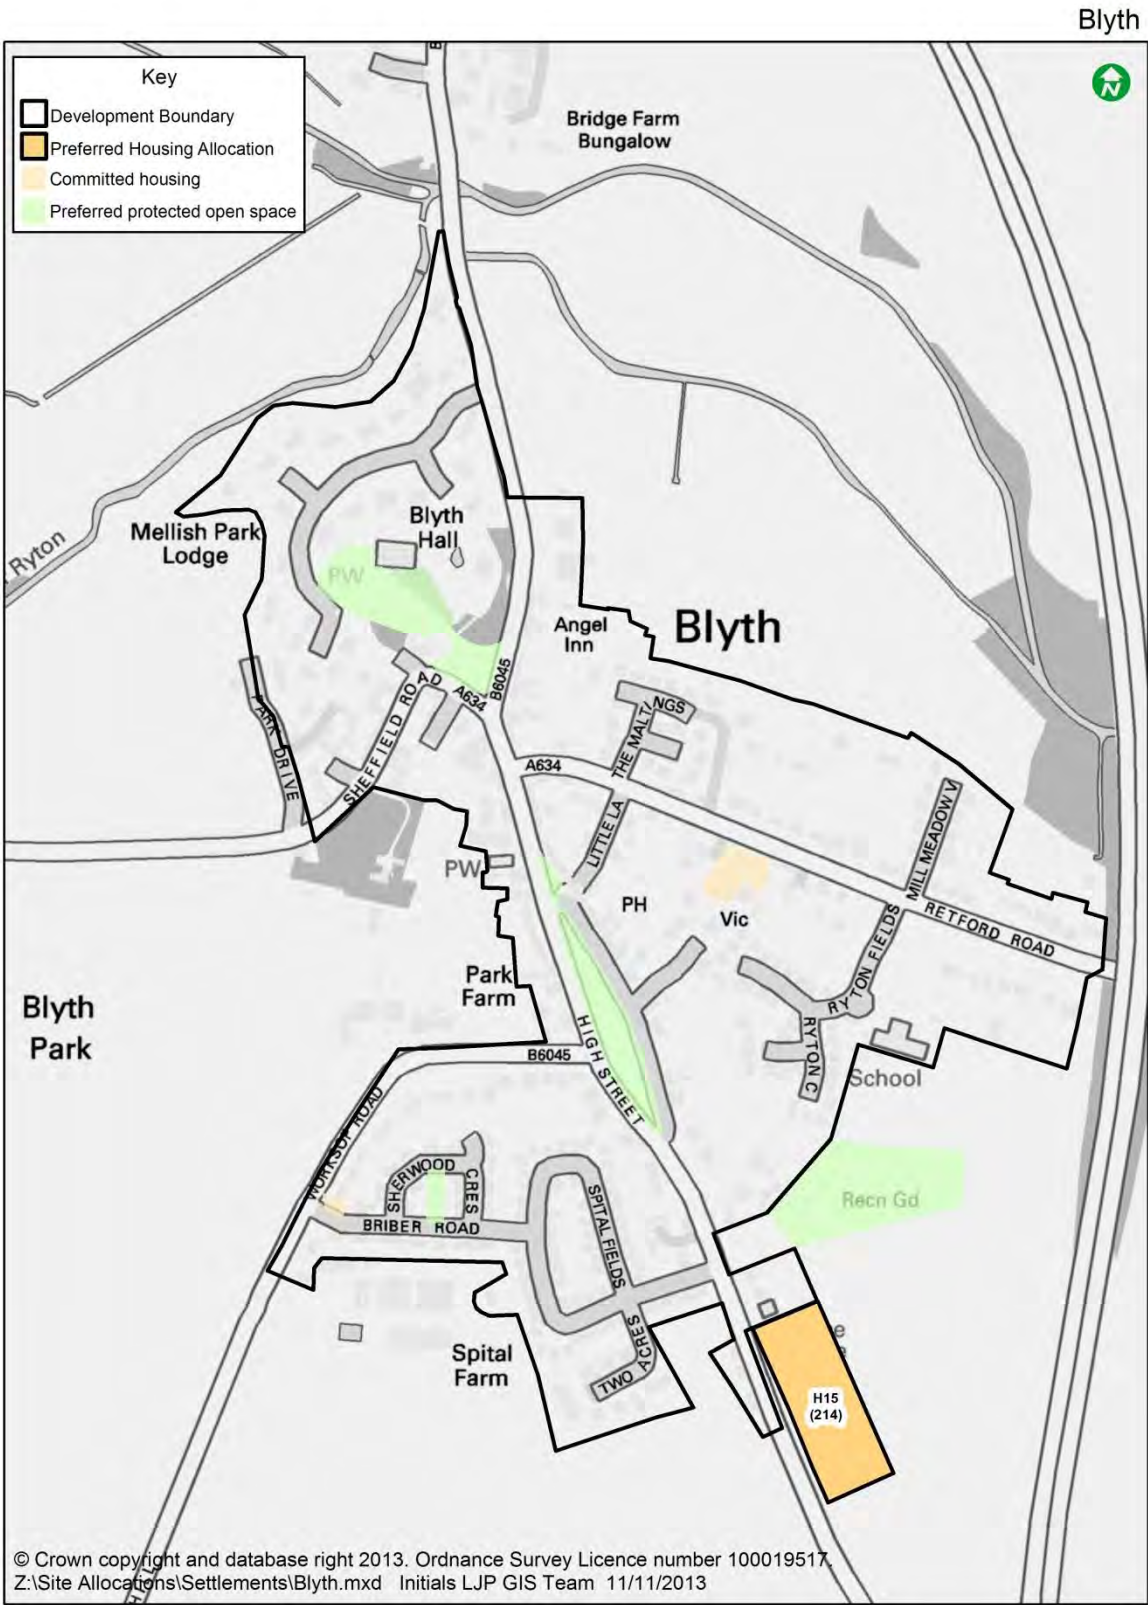 Blyth
Key
Development Boundary
Preferred Housing Allocation
Committed housing
Preferred protected open space
N
Bridge Farm
Bungalow
Mellish Park
Lodge
Ryton
Blyth
Hall
PW
Angel
Inn
Blyth
B6045
A634
SHEFFIELD ROAD
PARK DRIVE
THE MALTINGS
A634
LITTLE LA
MILL MEADOW V
PW
PH
Vic
RETFORD ROAD
RYTON FIELDS
Park
Farm
Blyth
Park
HIGH STREET
B6045
RYTON C
School
WORKSOP ROAD
SHERWOOD
CRES
BRIBER ROAD
SPITAL FIELDS
Recn Gd
Spital
Farm
TWO ACRES
H15
(214)
© Crown copyright and database right 2013. Ordnance Survey Licence number 100019517.
Z:\Site Allocations\Settlements\Blyth.mxd Initials LJP GIS Team 11/11/2013